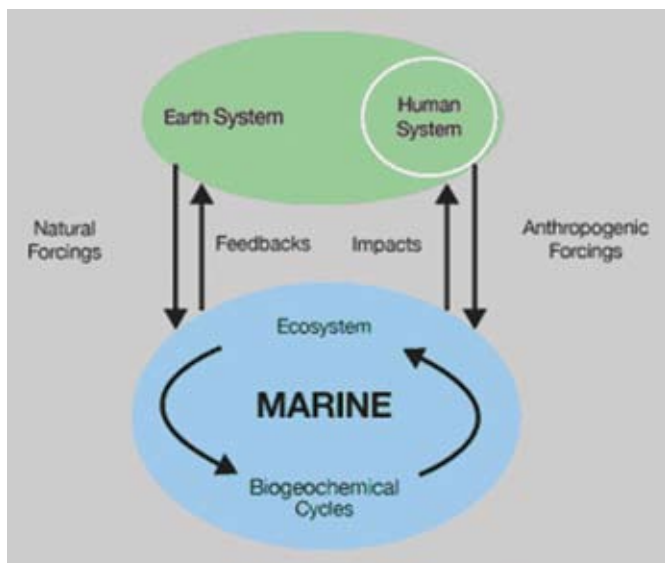 Earth System
Human
System
Natural
Forcings
Feedbacks
Impacts
Anthropogenic
Forcings
Ecosystem
MARINE
Biogeochemical
Cycles